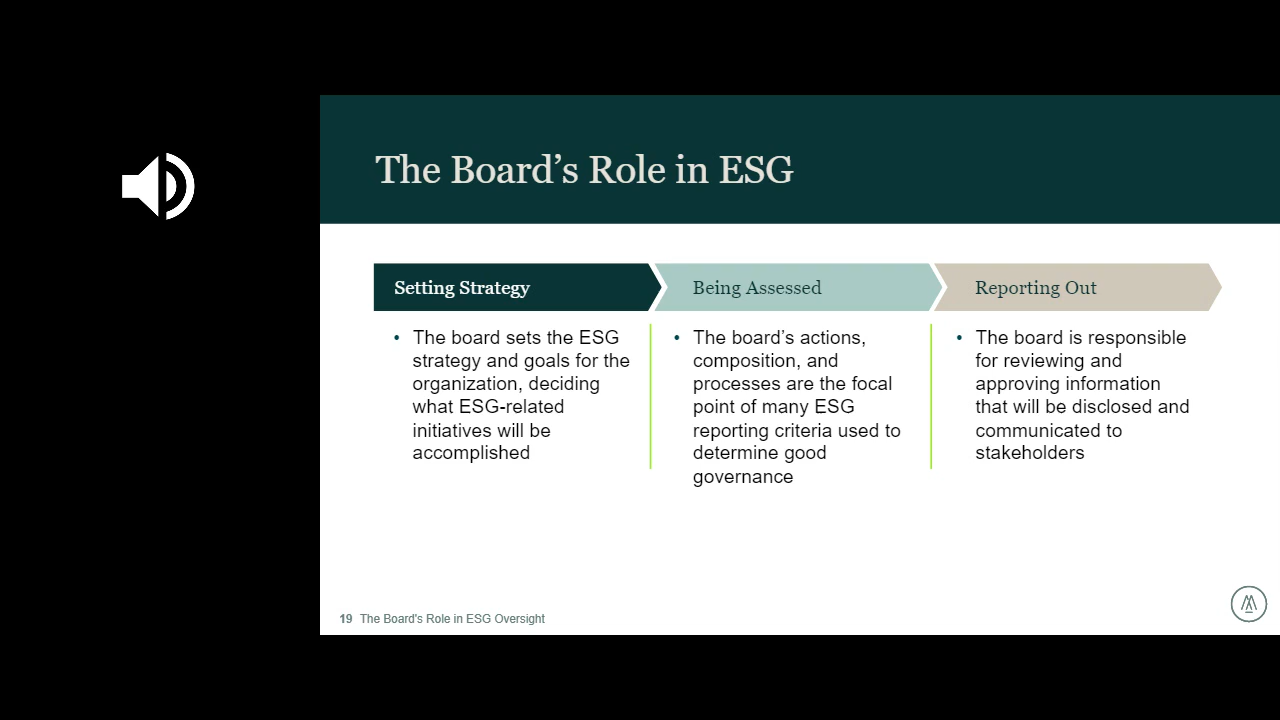 The Board's Role in ESG
Setting Strategy
Being Assessed
Reporting Out
• The board sets the ESG
strategy and goals for the
organization, deciding
what ESG-related
initiatives will be
accomplished
• The board's actions,
composition, and
processes are the focal
point of many ESG
reporting criteria used to
determine good
governance
• The board is responsible
for reviewing and
approving information
that will be disclosed and
communicated to
stakeholders
19 The Board's Role in ESG Oversight